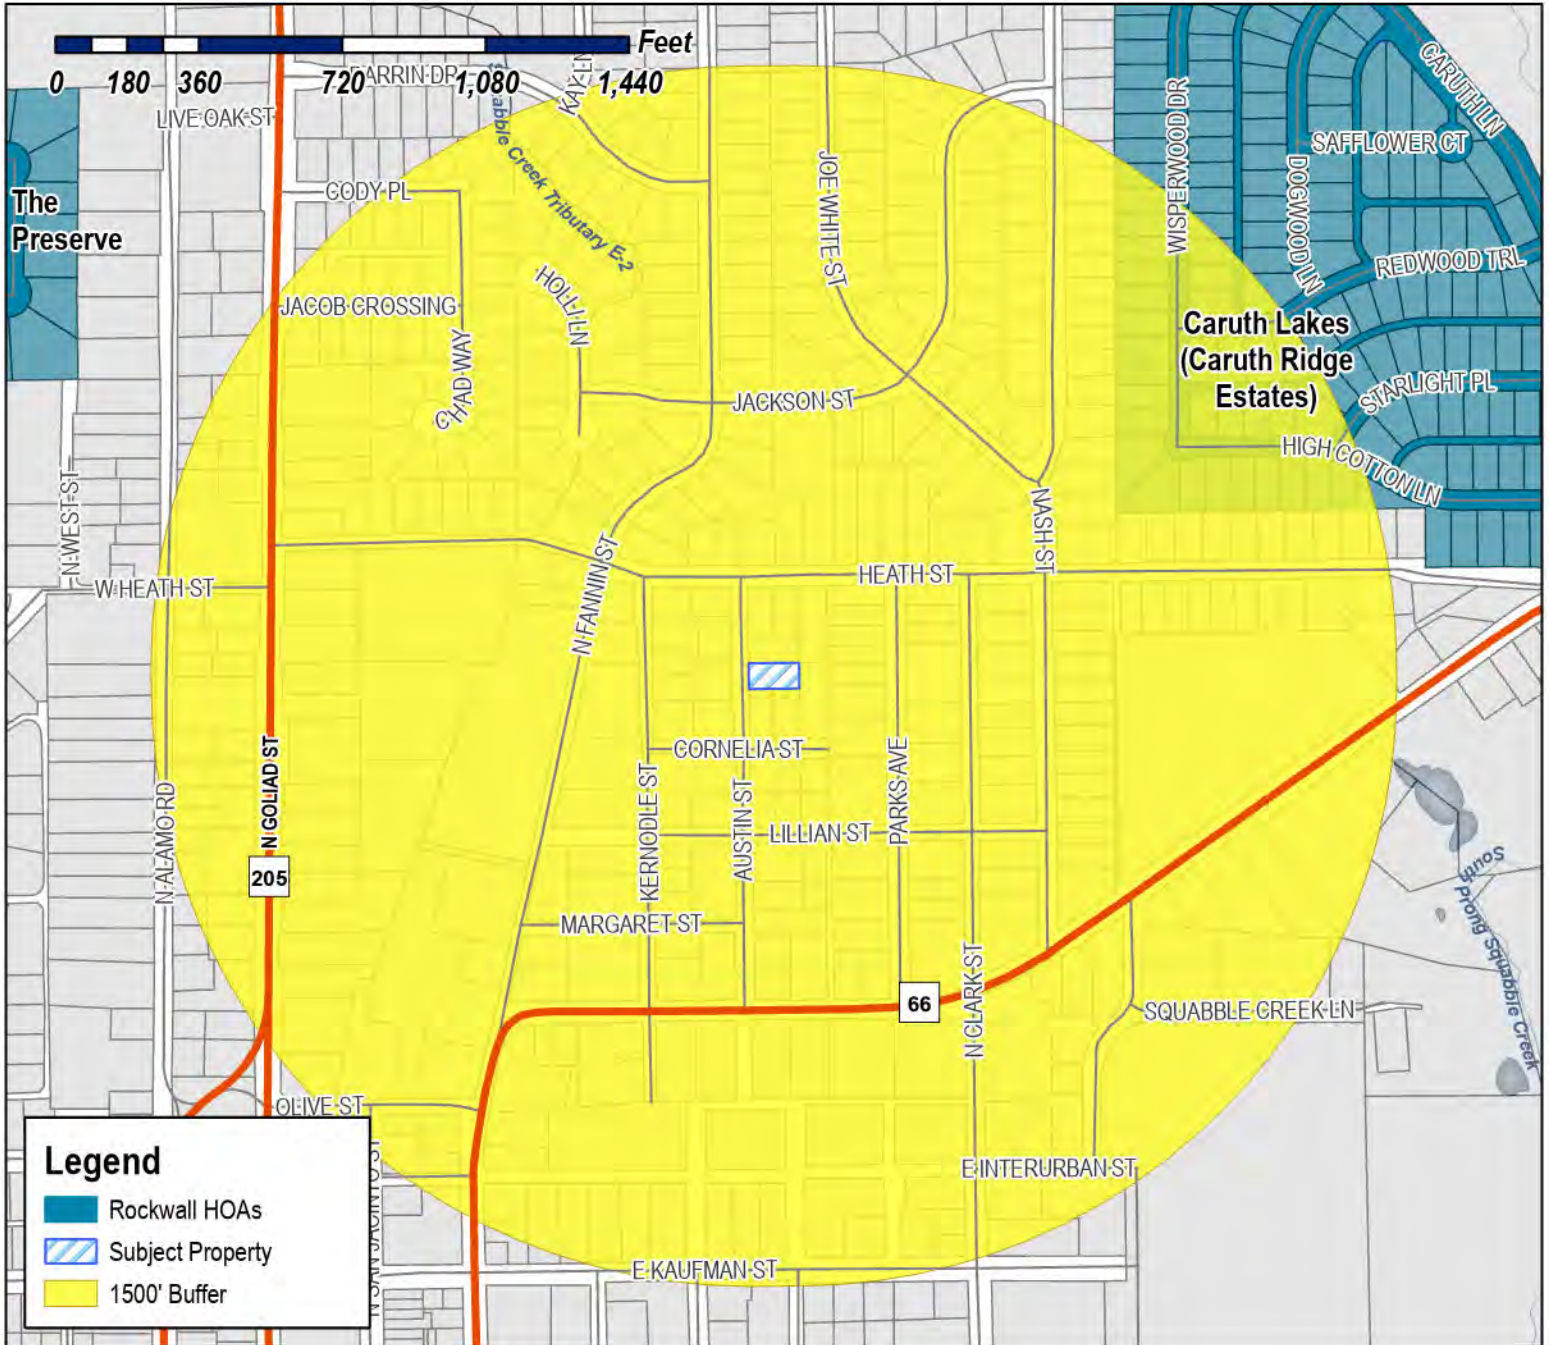 Feet
0 180 360 720 1,080 1,440
KAY LN
LIVE OAK ST
CODY PL
Squabble Creek Tributary E-2
JOE WHITE ST
WISPERWOOD DR
CARUTH LN
SAFFLOWER CT
DOGWOOD LN
REDWOOD TRL
The
Preserve
JACOB CROSSING
HOLLI LN
CHAD WAY
JACKSON ST
Caruth Lakes
(Caruth Ridge
Estates)
STARLIGHT PL
HIGH COTTON LN
N WEST ST
NASH ST
W HEATH ST
N FANNIN ST
HEATH ST
CORNELIA ST
N GOLIAD ST
N ALAMO RD
KERNODLE ST
AUSTIN ST
PARKS AVE
LILLIAN ST
205
MARGARET ST
South Prong Squabble Creek
66
N CLARK ST
SQUABBLE CREEK LN
OLIVE ST
N SAN JACINTO ST
E INTERURBAN ST
E KAUFMAN ST
Legend
Rockwall HOAs
Subject Property
1500' Buffer